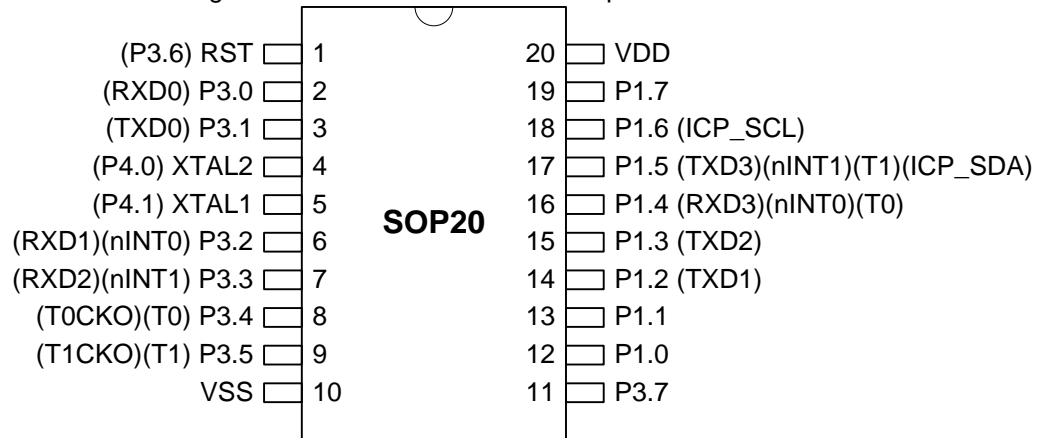 (P3.6) RST 1 20 VDD
(RXD0) P3.0 2 19 P1.7
(TXD0) P3.1 3 18 P1.6 (ICP_SCL)
(P4.0) XTAL2 4 17 P1.5 (TXD3)(nINT1)(T1)(ICP_SDA)
(P4.1) XTAL1 5 16 P1.4 (RXD3)(nINT0)(T0)
SOP20
(RXD1)(nINT0) P3.2 6 15 P1.3 (TXD2)
(RXD2)(nINT1) P3.3 7 14 P1.2 (TXD1)
(T0CKO)(T0) P3.4 8 13 P1.1
(T1CKO)(T1) P3.5 9 12 P1.0
VSS 10 11 P3.7